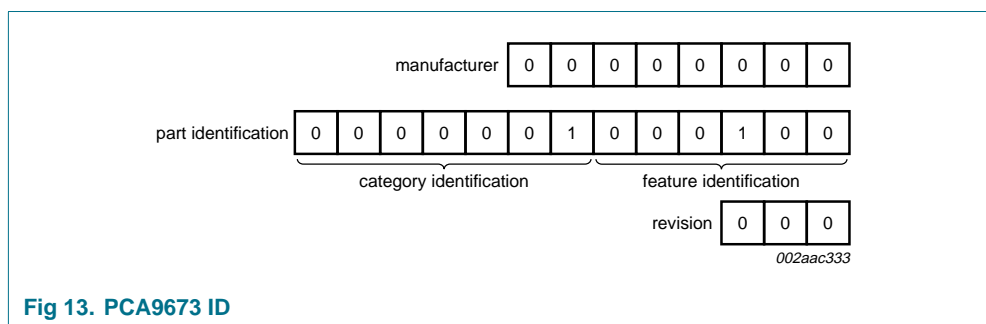 manufacturer 0 0 0 0 0 0 0 0
part identification 0 0 0 0 0 0 1 0 0 0 1 0 0
category identification feature identification
revision 0 0 0
002aac333
Fig 13. PCA9673 ID